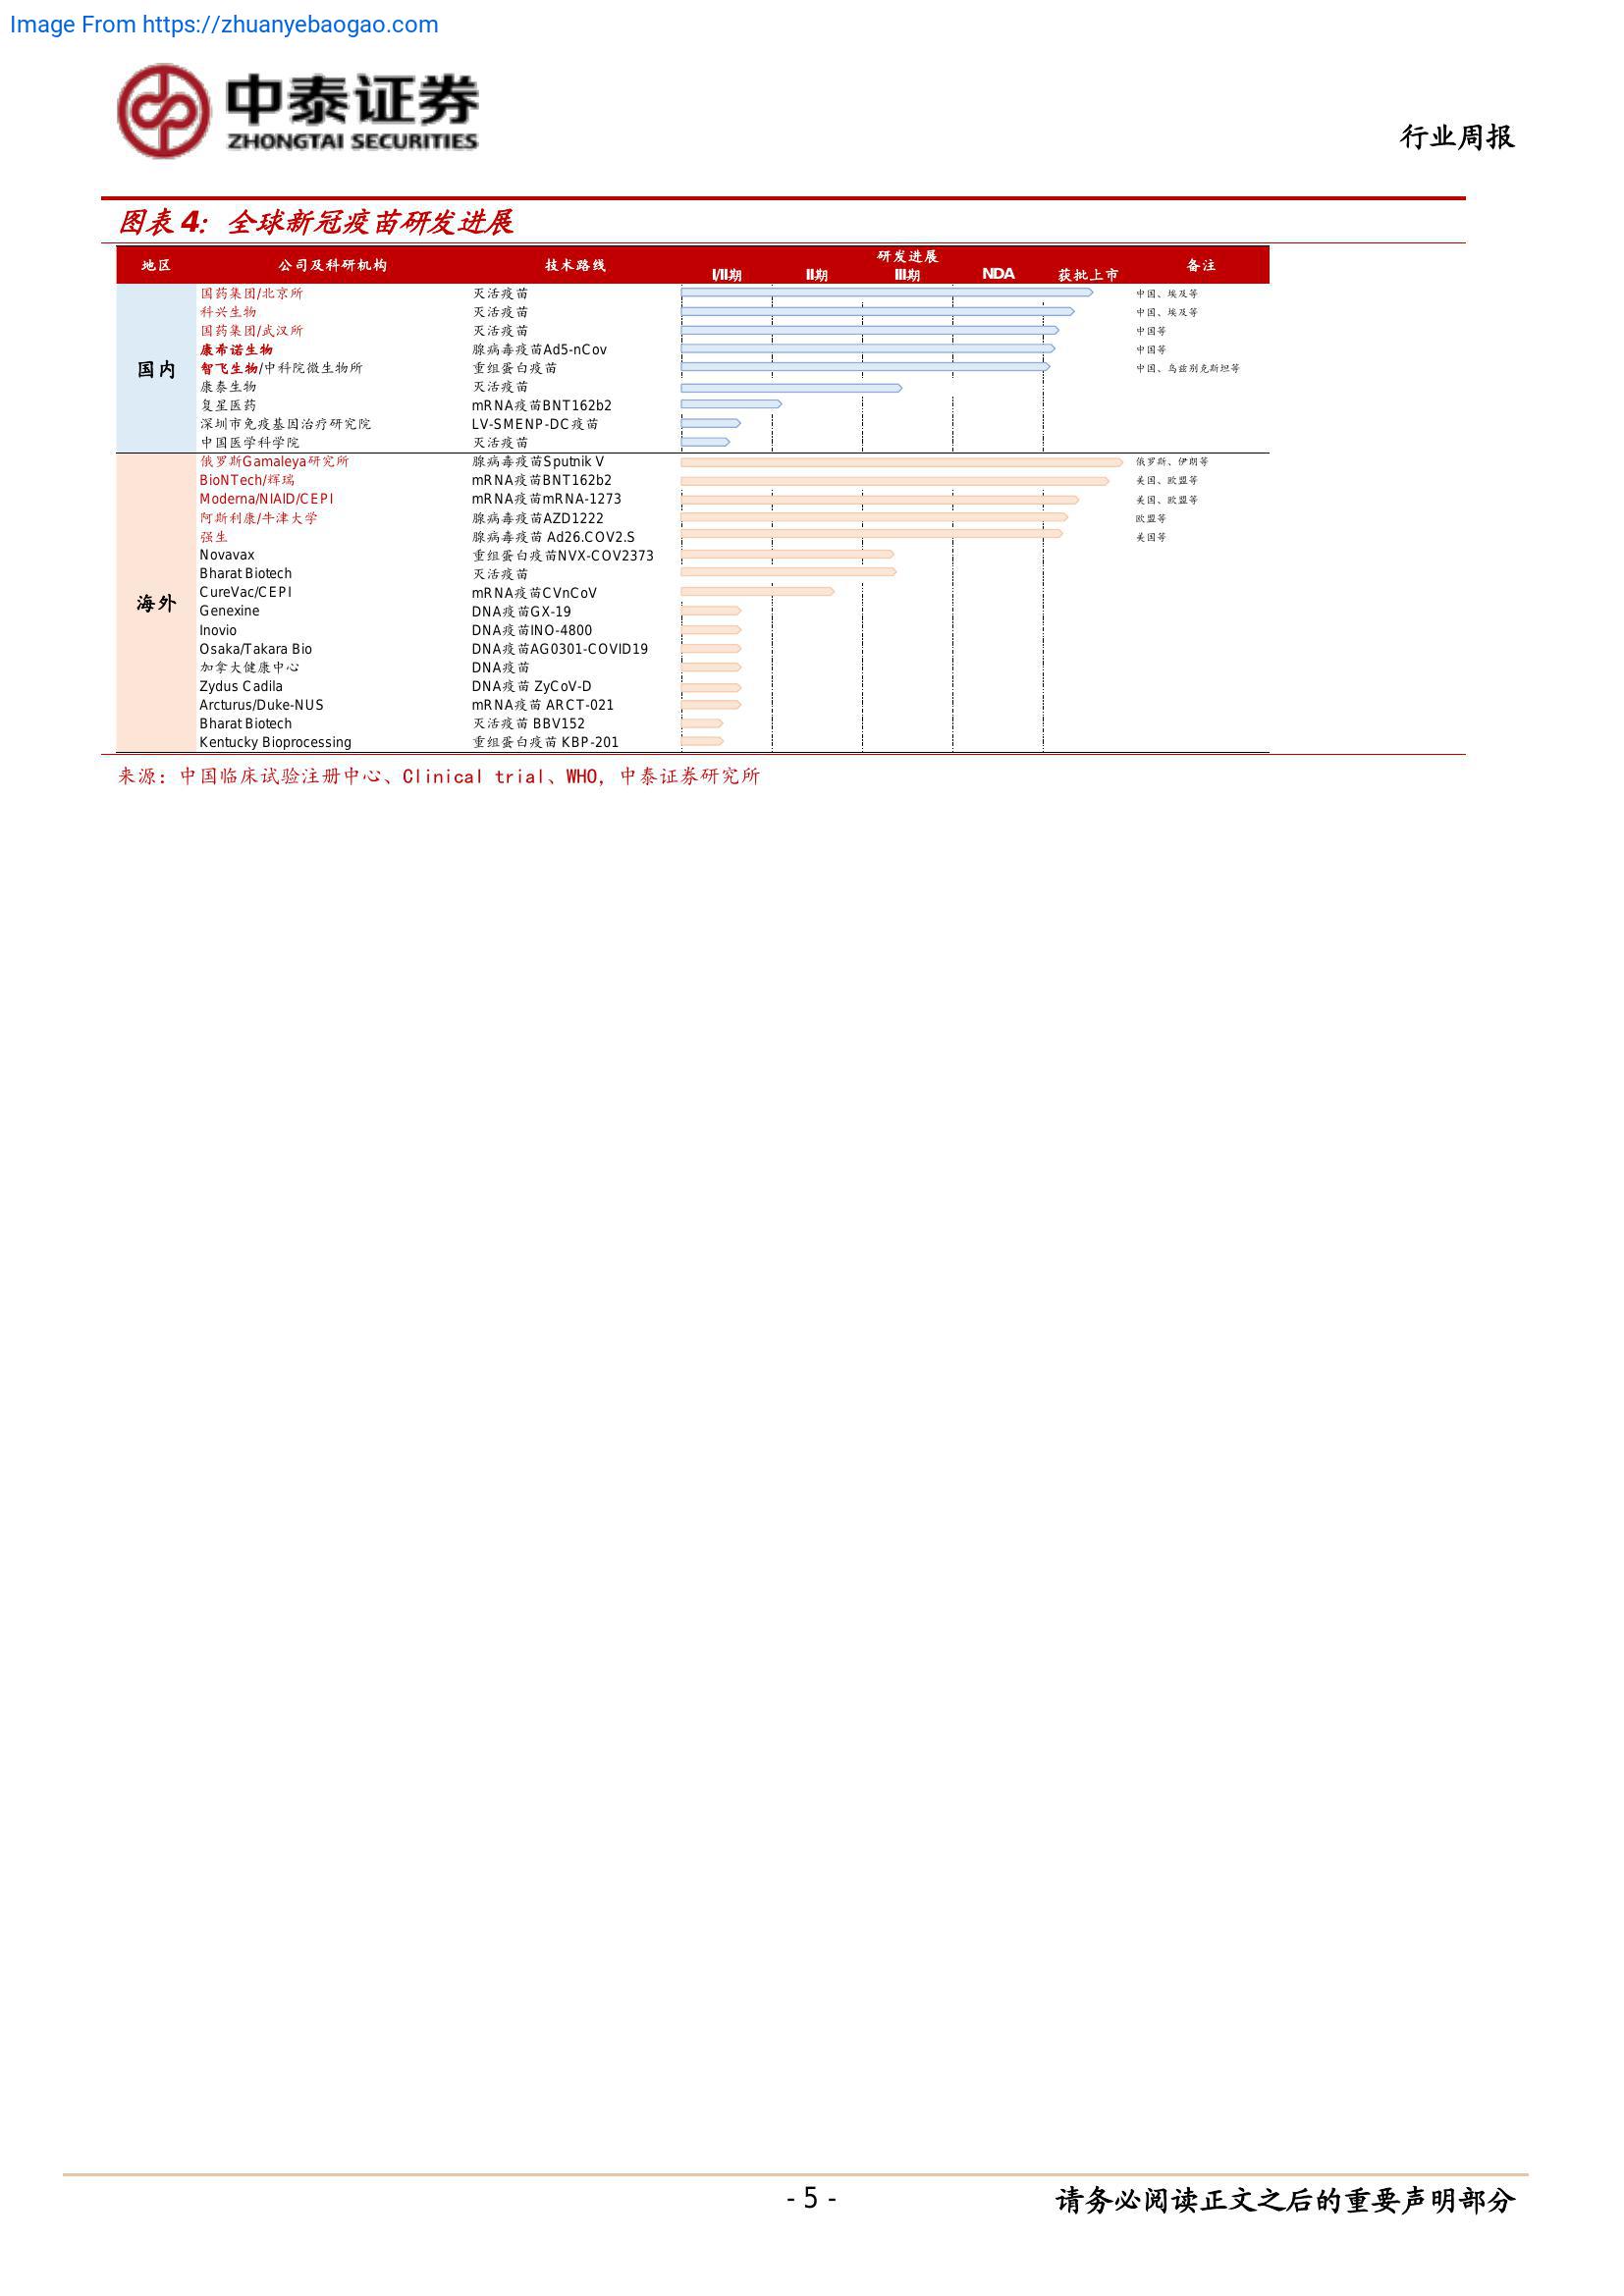 Image From https://zhuanyebaogao.com
中泰证券
ZHONGTAI SECURITIES
行业周报
图表 4：全球新冠疫苗研发进展
地区 公司及科研机构 技术路线 研发进展 备注
I/II期 II期 III期 NDA 获批上市
国内
国药集团/北京所 灭活疫苗 中国、埃及等
科兴生物 灭活疫苗 中国、埃及等
国药集团/武汉所 灭活疫苗 中国等
康希诺生物 腺病毒疫苗Ad5-nCov 中国等
智飞生物/中科院微生物所 重组蛋白疫苗 中国、乌兹别克斯坦等
康泰生物 灭活疫苗
复星医药 mRNA疫苗BNT162b2
深圳市免疫基因治疗研究院 LV-SMENP-DC疫苗
中国医学科学院 灭活疫苗
海外
俄罗斯Gamaleya研究所 腺病毒疫苗Sputnik V 俄罗斯、伊朗等
BioNTech/辉瑞 mRNA疫苗BNT162b2 美国、欧盟等
Moderna/NIAID/CEPI mRNA疫苗mRNA-1273 美国、欧盟等
阿斯利康/牛津大学 腺病毒疫苗AZD1222 欧盟等
强生 腺病毒疫苗 Ad26.COV2.S 美国等
Novavax 重组蛋白疫苗NVX-COV2373
Bharat Biotech 灭活疫苗
CureVac/CEPI mRNA疫苗CVnCoV
Genexine DNA疫苗GX-19
Inovio DNA疫苗INO-4800
Osaka/Takara Bio DNA疫苗AG0301-COVID19
加拿大健康中心 DNA疫苗
Zydus Cadila DNA疫苗 ZyCoV-D
Arcturus/Duke-NUS mRNA疫苗 ARCT-021
Bharat Biotech 灭活疫苗 BBV152
Kentucky Bioprocessing 重组蛋白疫苗 KBP-201
来源：中国临床试验注册中心、Clinical trial、WHO，中泰证券研究所
- 5 -
请务必阅读正文之后的重要声明部分